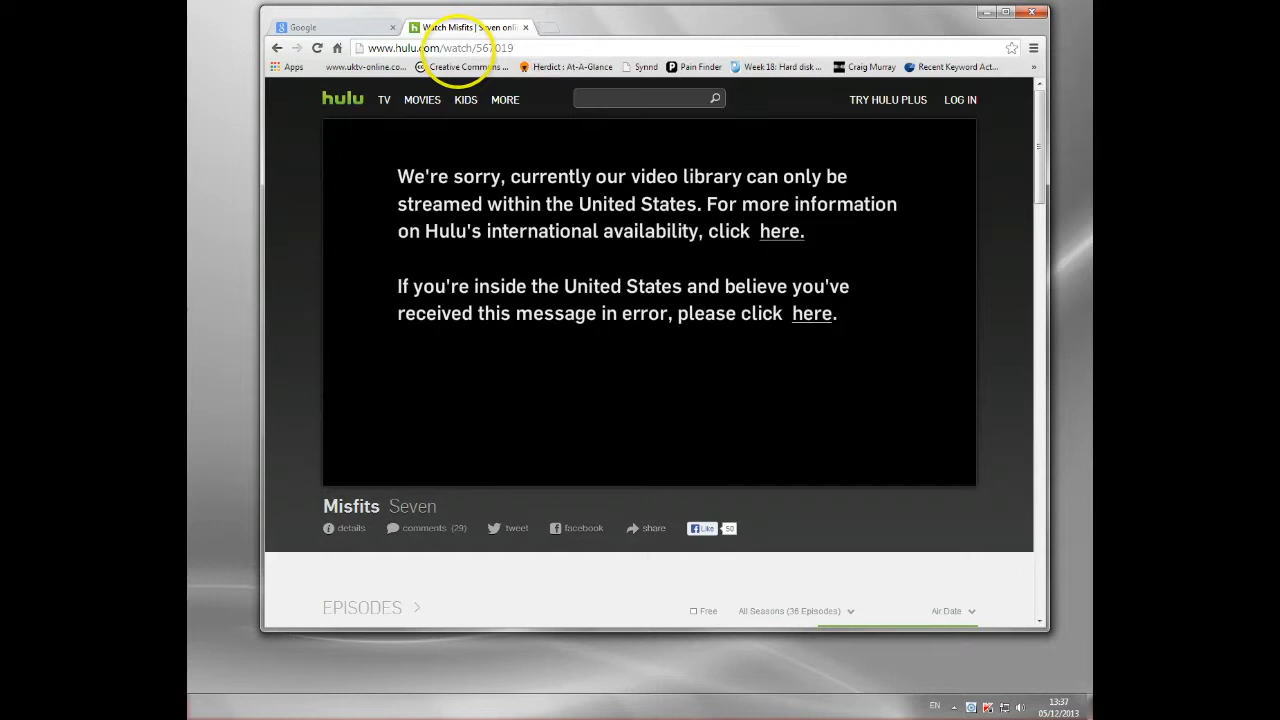 Google
Watch Misfits | Seven onli
www.hulu.com/watch/567019
Apps www.uktv-online.co... Creative Commons ... Herdict : At-A-Glance Synnd Pain Finder Week 18: Hard disk ... Craig Murray Recent Keyword Act... »
hulu TV MOVIES KIDS MORE TRY HULU PLUS LOG IN
We're sorry, currently our video library can only be
streamed within the United States. For more information
on Hulu's international availability, click here.
If you're inside the United States and believe you've
received this message in error, please click here.
Misfits Seven
details comments (29) tweet facebook share Like 50
EPISODES > Free All Seasons (36 Episodes) Air Date
EN 13:37
05/12/2013